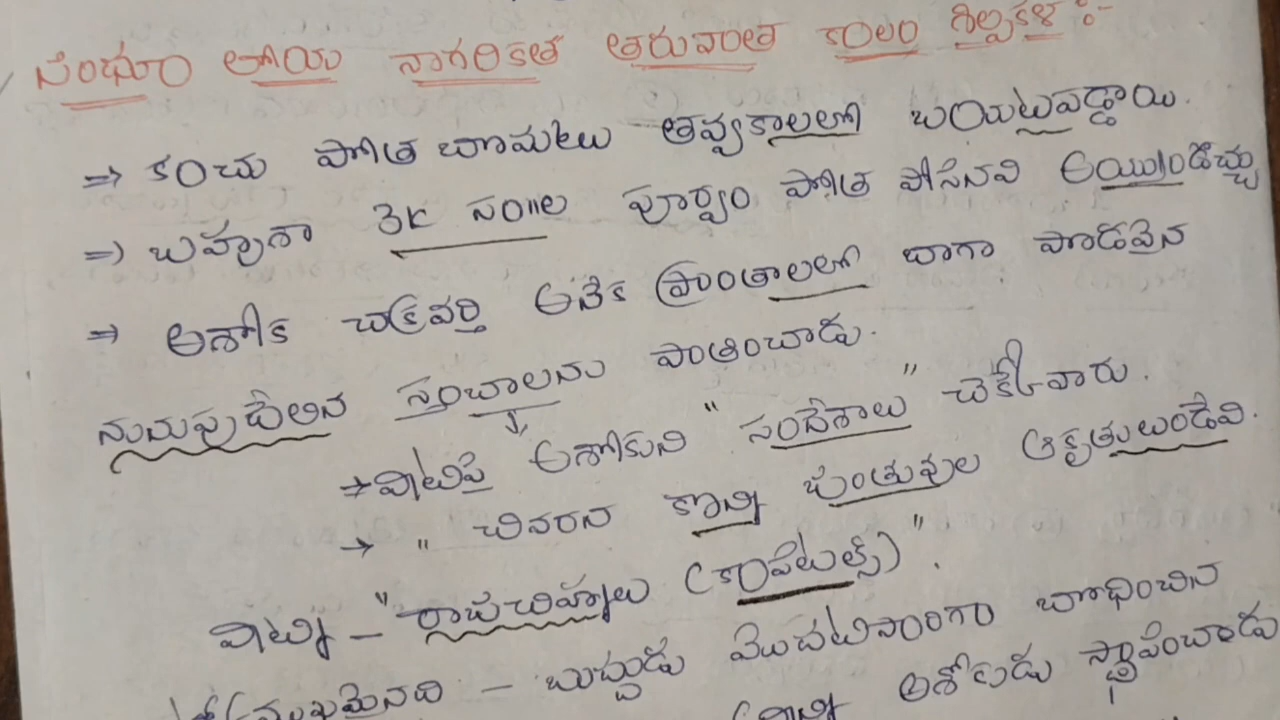 సింధూ లోయ నాగరికత తరువాత కాలం శిల్పకళ :-
⇒ కంచు పోత బొమ్మలు తవ్వకాలలో బయటపడ్డాయి.
⇒ బహుశా 3K సం॥ల పూర్వం పోత పోసినవి అయ్యుండొచ్చు
⇒ అశోక చక్రవర్తి అనేక ప్రాంతాలలో బాగా పొడవైన
నునుపుదేలిన స్తంభాలను పాతించాడు.
→ వీటిపై అశోకుని "సందేశాలు" చెక్కేవారు.
→ " చివరన కొన్ని జంతువుల ఆకృతులుండేవి.
వీటిని - "రాజచిహ్నాలు (కాపిటల్స్)".
- బుద్ధుడు మొదటిసారిగా బోధించిన
అశోకుడు స్థాపించాడు